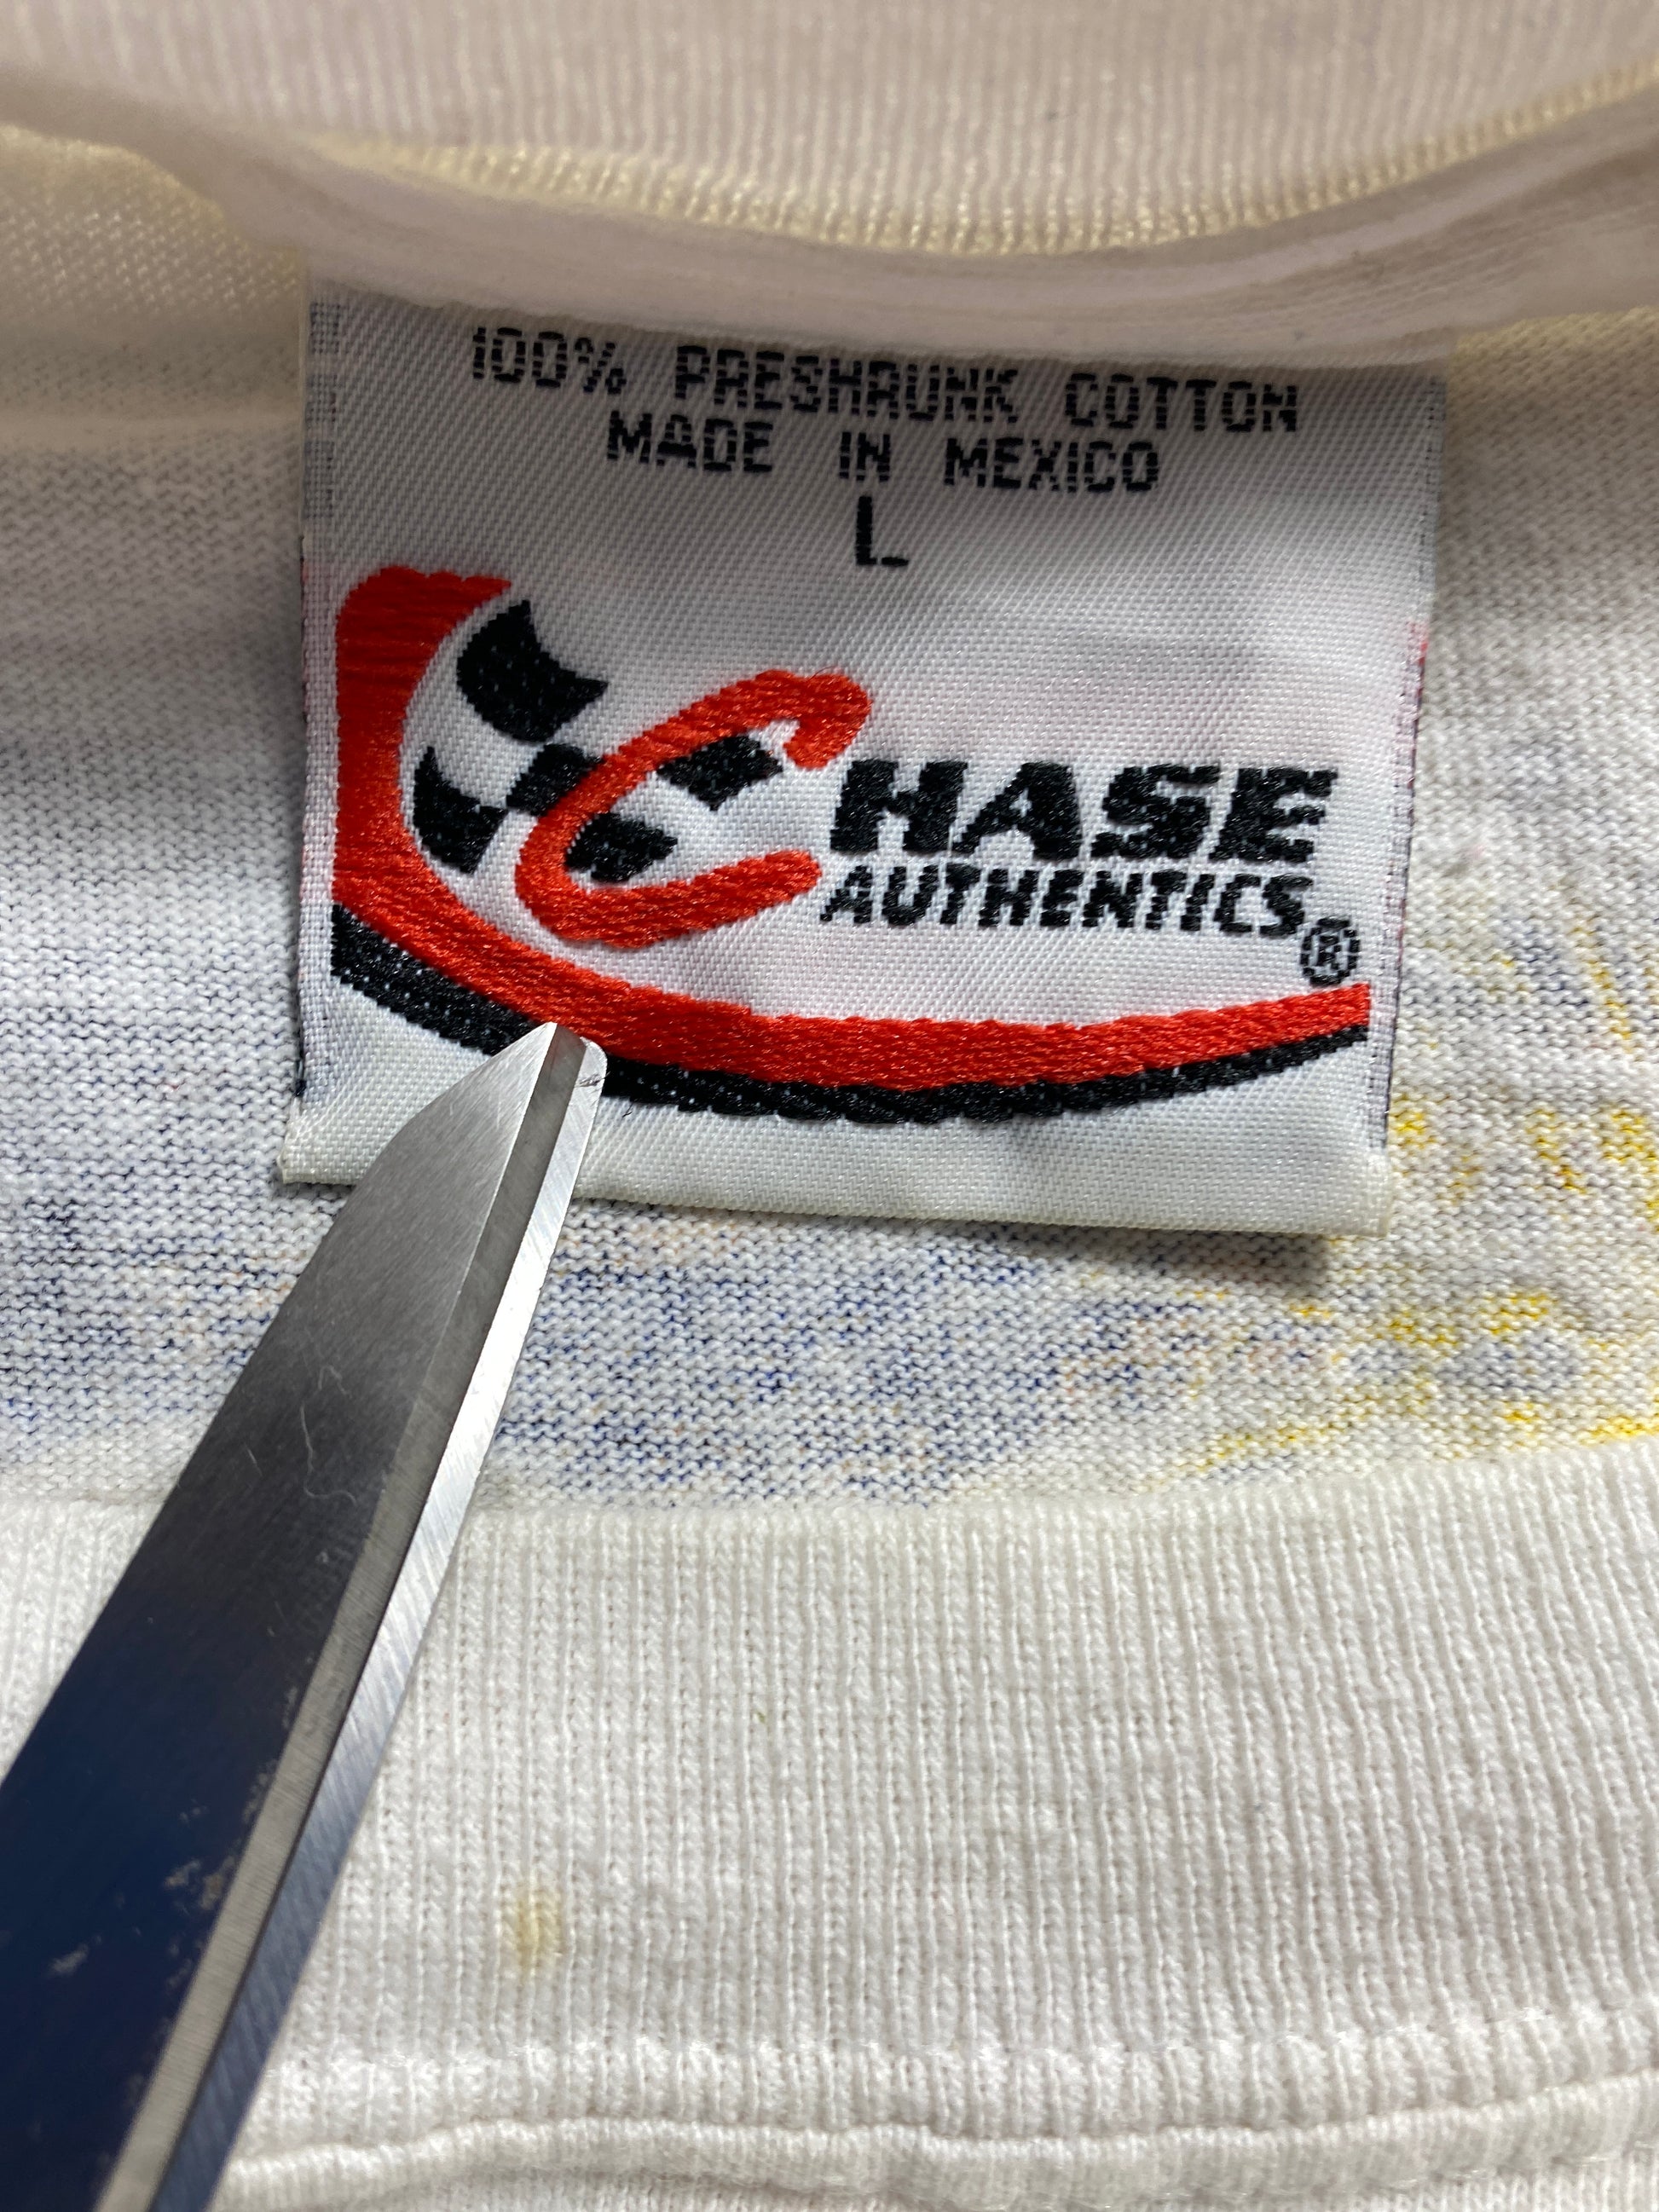 100% PRESHRUNK COTTON
MADE IN MEXICO
L
CHASE
AUTHENTICS®